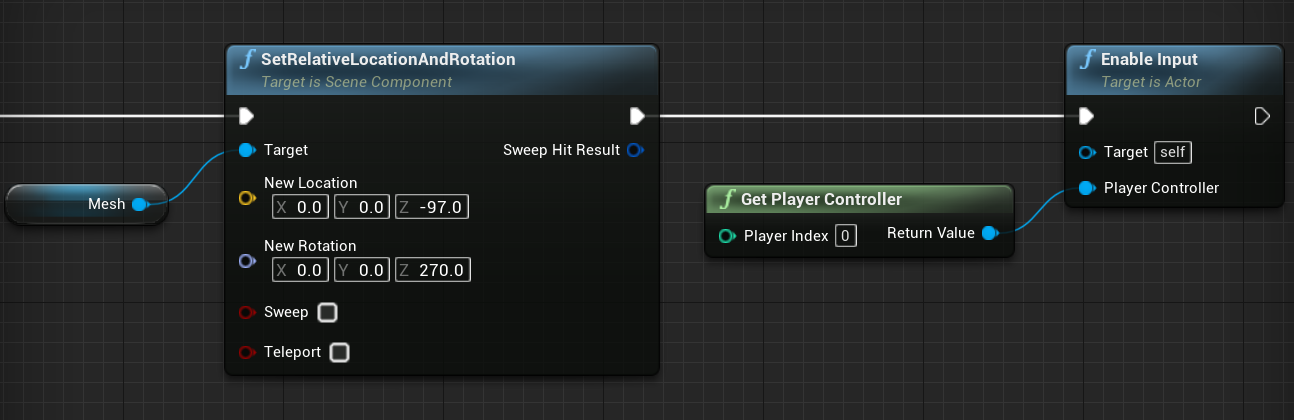 SetRelativeLocationAndRotation
Target is Scene Component
Target
Sweep Hit Result
Mesh
New Location
X 0.0 Y 0.0 Z -97.0
New Rotation
X 0.0 Y 0.0 Z 270.0
Sweep
Teleport
Get Player Controller
Player Index 0
Return Value
Enable Input
Target is Actor
Target self
Player Controller